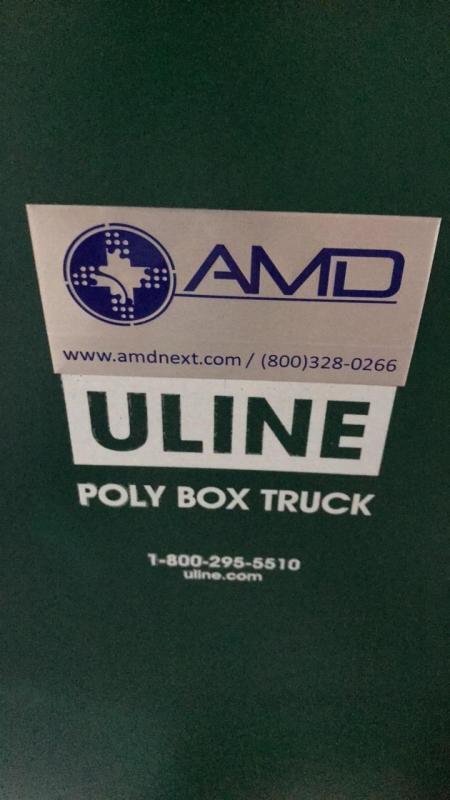 AMD
www.amdnext.com / (800)328-0266
ULINE
POLY BOX TRUCK
1-800-295-5510
uline.com